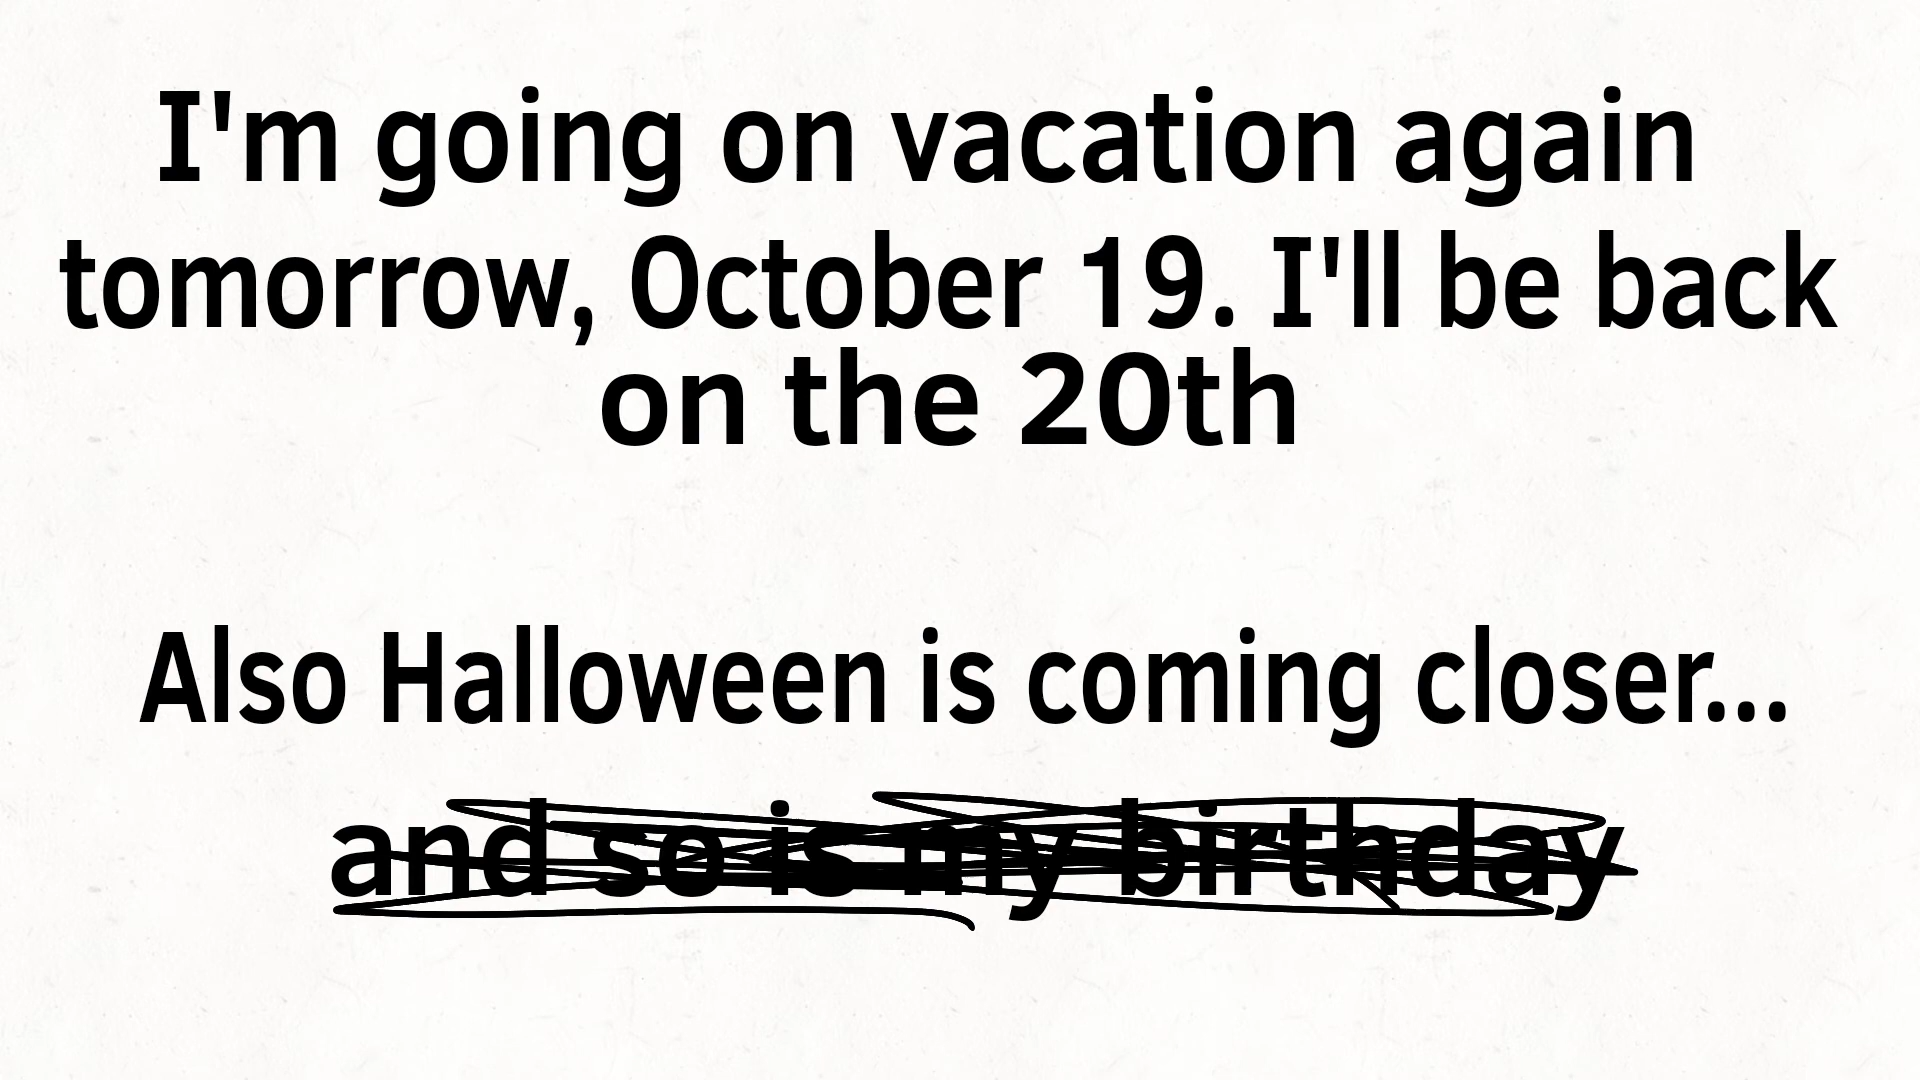 I'm going on vacation again
tomorrow, October 19. I'll be back
on the 20th
Also Halloween is coming closer...
and so is my birthday